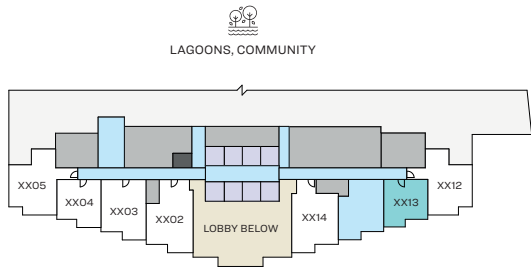 LAGOONS, COMMUNITY
XX05
XX04
XX03
XX02
LOBBY BELOW
XX14
XX13
XX12